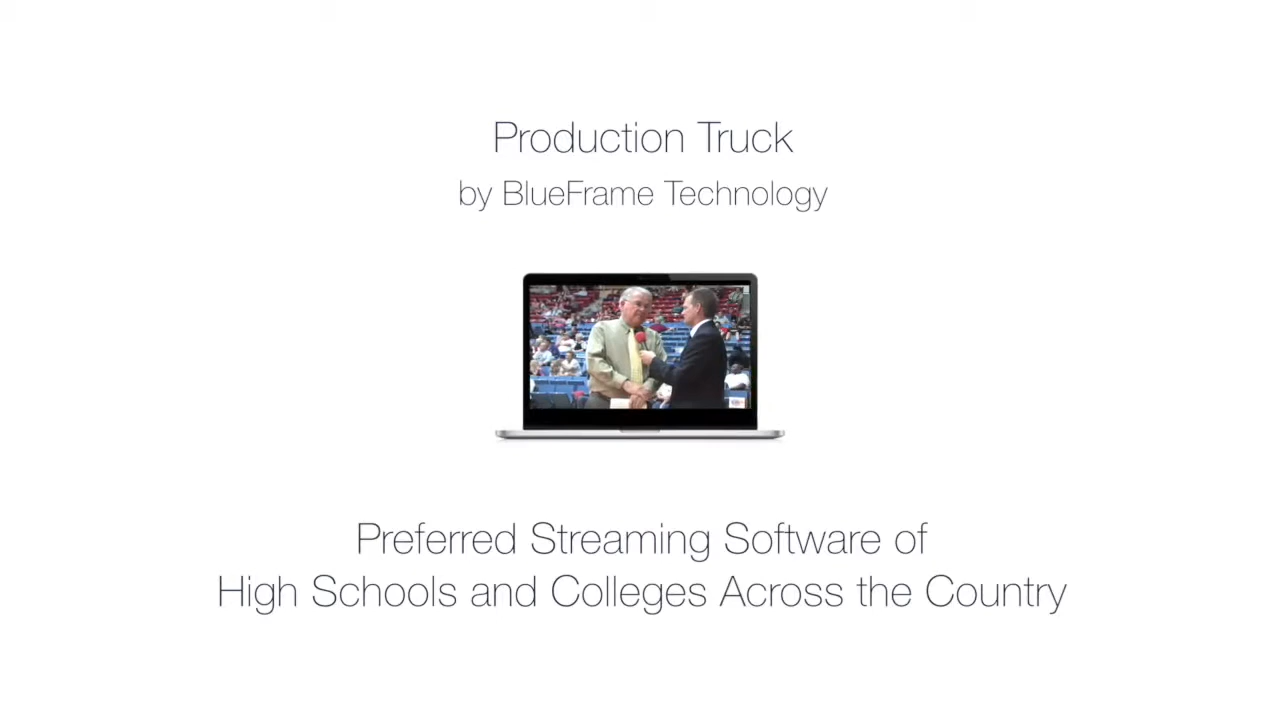 Production Truck
by BlueFrame Technology
Preferred Streaming Software of
High Schools and Colleges Across the Country